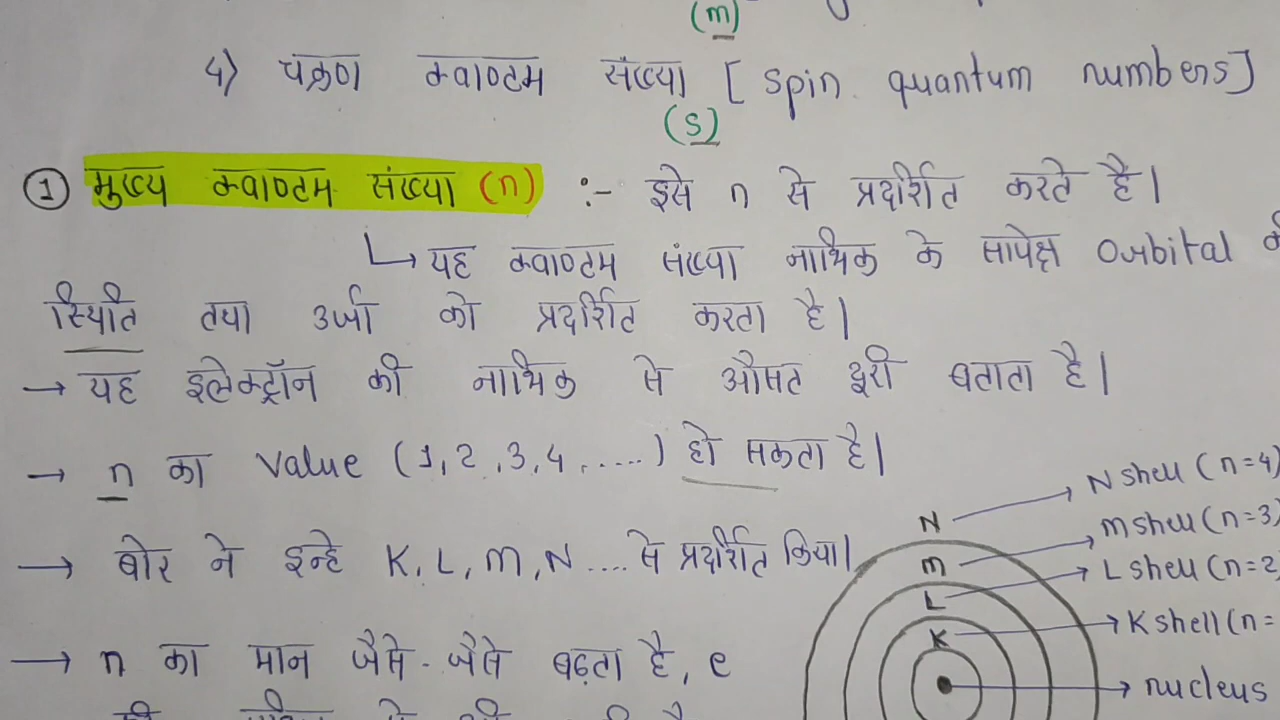 (m)
4) चक्रण क्वाण्टम संख्या [ spin quantum numbers]
(s)
① मुख्य क्वाण्टम संख्या (n) :- इसे n से प्रदर्शित करते है।
↳ यह क्वाण्टम संख्या नाभिक के सापेक्ष Orbital की
स्थिति तथा उर्जा को प्रदर्शित करता है।
→ यह इलेक्ट्रॉन की नाभिक से औसत दूरी बताता है।
→ n का Value (1,2,3,4,.....) हो सकता है।
→ बोर ने इन्हे K, L, M, N .... से प्रदर्शित किया।
→ n का मान जैसे-जैसे बढ़ता है, e
N → N shell (n=4)
M → M shell (n=3)
L → L shell (n=2
K → K shell (n=
→ nucleus